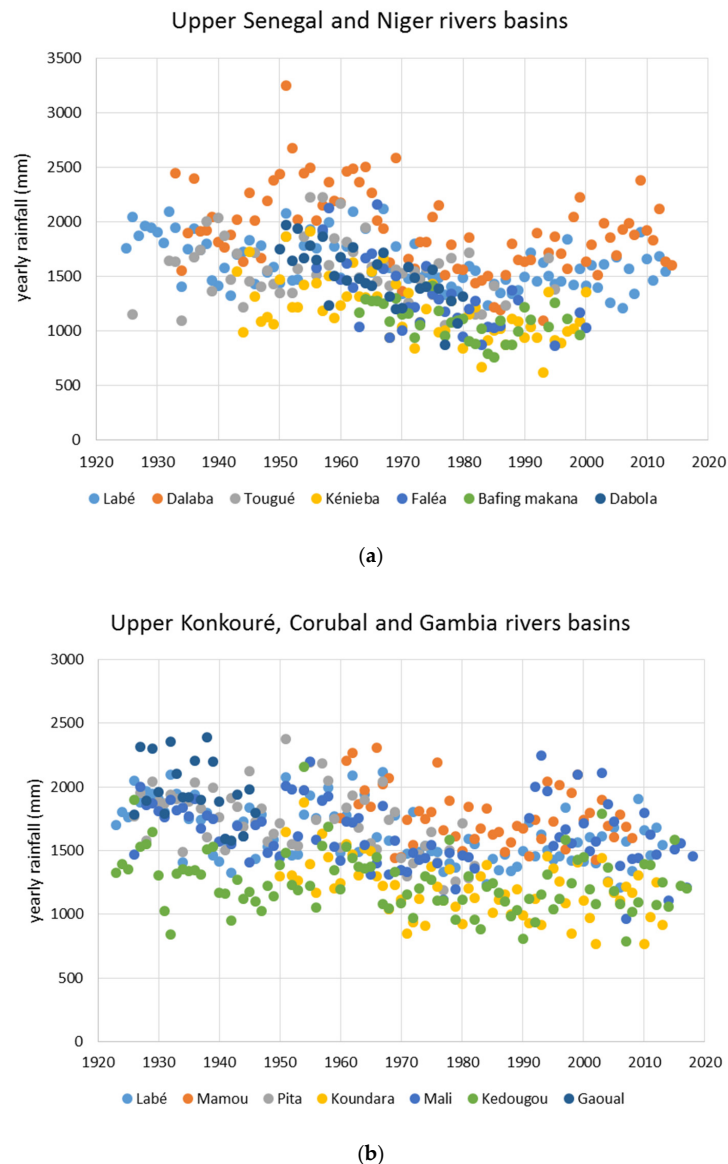 Upper Senegal and Niger rivers basins
3500
3000
2500
2000
1500
1000
500
0
yearly rainfall (mm)
1920 1930 1940 1950 1960 1970 1980 1990 2000 2010 2020
Labé Dalaba Tougué Kénieba Faléa Bafing makana Dabola
(a)
Upper Konkouré, Corubal and Gambia rivers basins
3000
2500
2000
1500
1000
500
0
yearly rainfall (mm)
1920 1930 1940 1950 1960 1970 1980 1990 2000 2010 2020
Labé Mamou Pita Koundara Mali Kedougou Gaoual
(b)